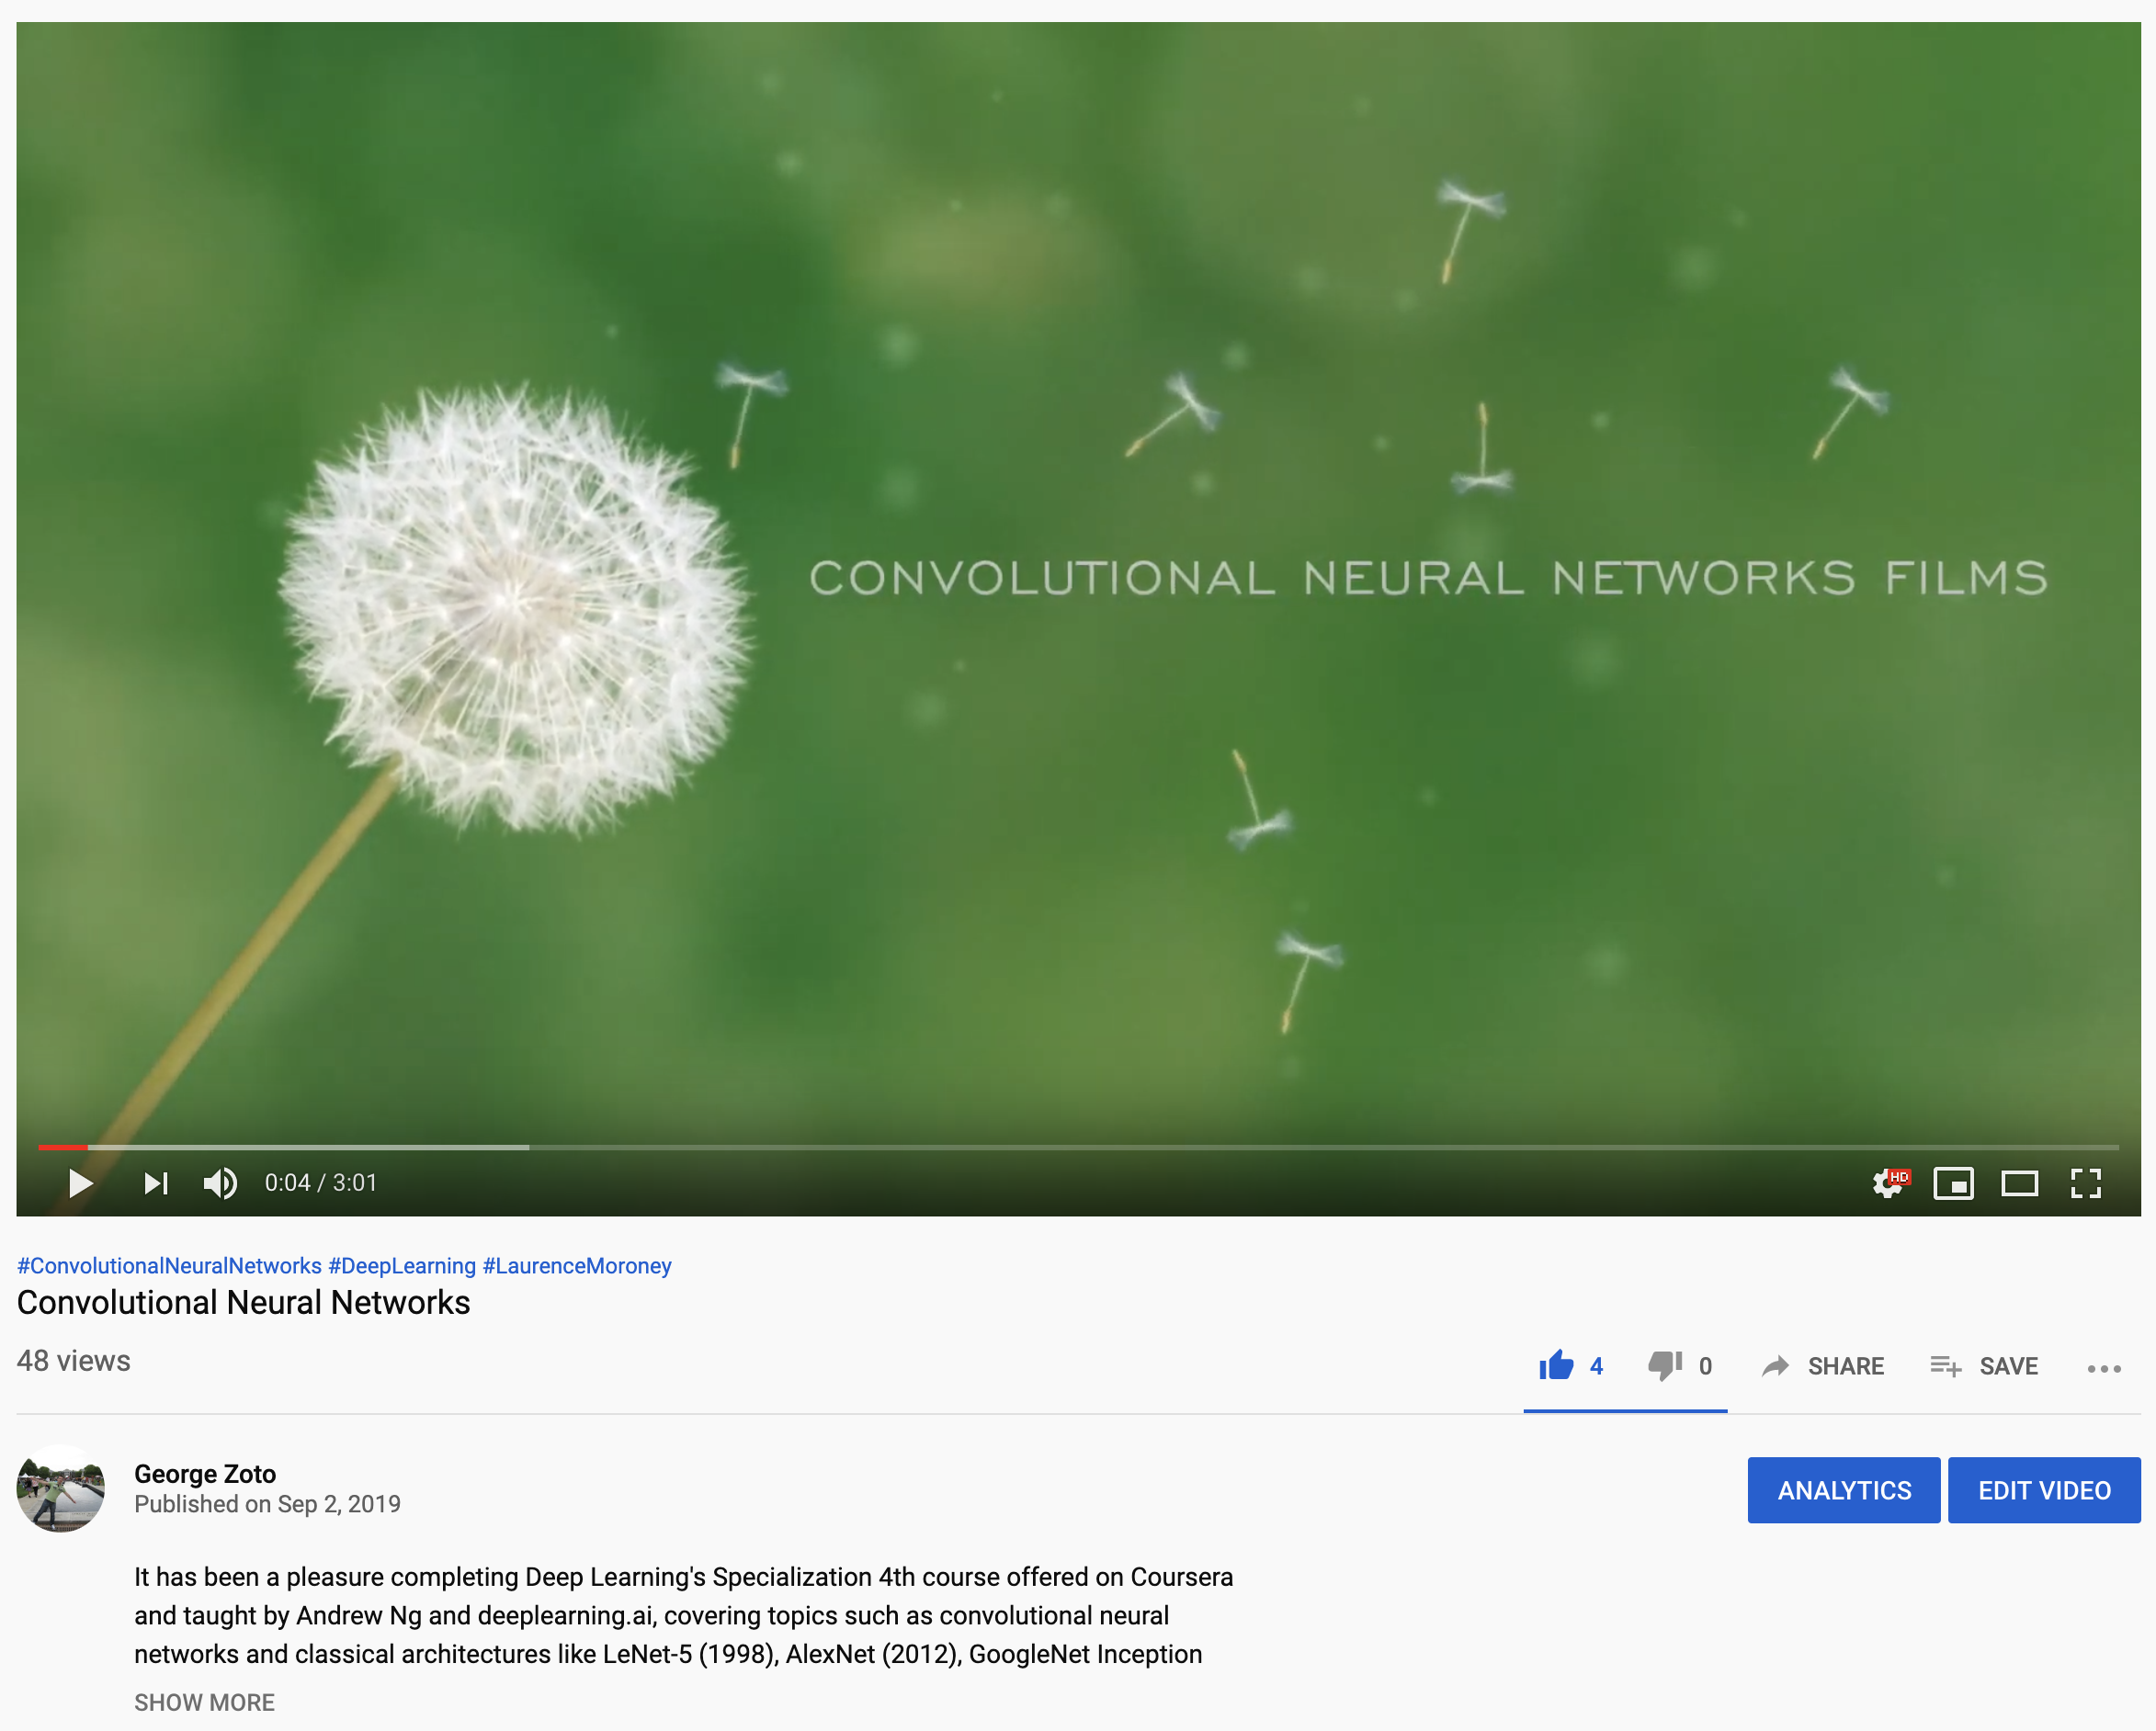 CONVOLUTIONAL NEURAL NETWORKS FILMS
0:04 / 3:01
HD
#ConvolutionalNeuralNetworks #DeepLearning #LaurenceMoroney
Convolutional Neural Networks
48 views
4 0 SHARE SAVE
George Zoto
Published on Sep 2, 2019
ANALYTICS EDIT VIDEO
It has been a pleasure completing Deep Learning's Specialization 4th course offered on Coursera
and taught by Andrew Ng and deeplearning.ai, covering topics such as convolutional neural
networks and classical architectures like LeNet-5 (1998), AlexNet (2012), GoogleNet Inception
SHOW MORE